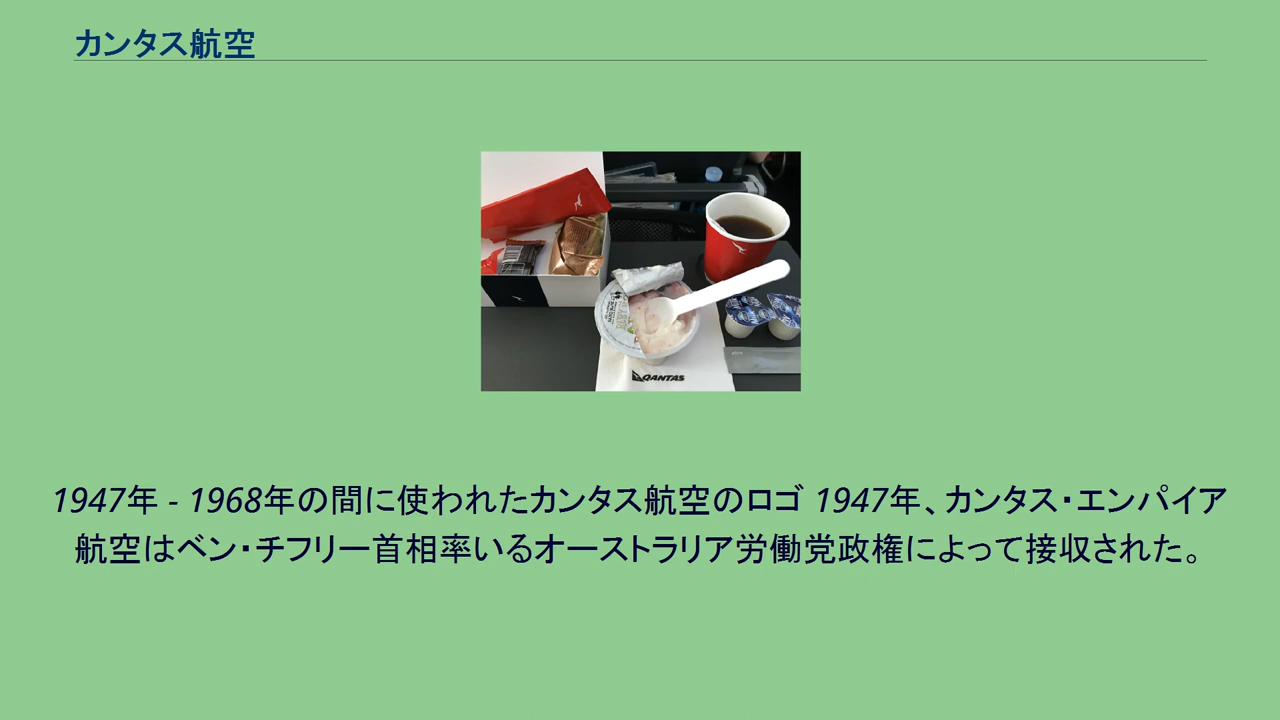 カンタス航空
QANTAS
1947年 - 1968年の間に使われたカンタス航空のロゴ 1947年、カンタス・エンパイア
航空はベン・チフリー首相率いるオーストラリア労働党政権によって接収された。